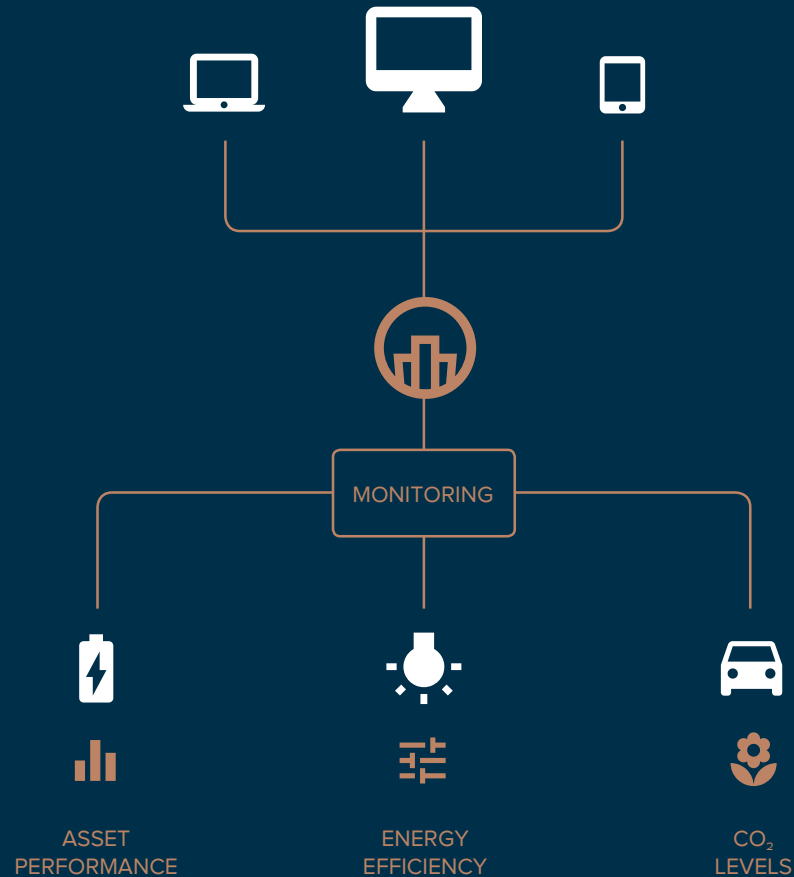 MONITORING
ASSET
PERFORMANCE
ENERGY
EFFICIENCY
CO₂
LEVELS